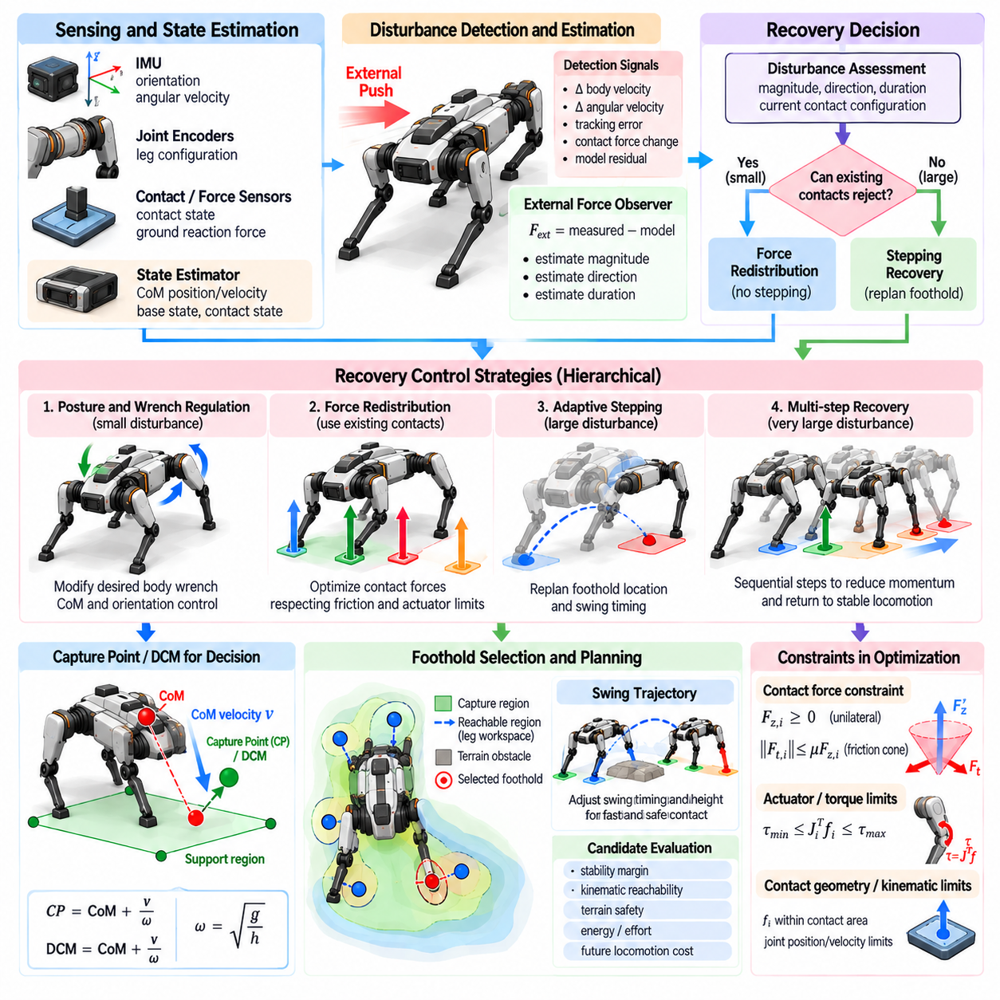 Sensing and State Estimation
IMU
orientation
angular velocity
Joint Encoders
leg configuration
Contact / Force Sensors
contact state
ground reaction force
State Estimator
CoM position/velocity
base state, contact state
Disturbance Detection and Estimation
External
Push
Detection Signals
• Δ body velocity
• Δ angular velocity
• tracking error
• contact force change
• model residual
External Force Observer
F_ext = measured − model
• estimate magnitude
• estimate direction
• estimate duration
Recovery Decision
Disturbance Assessment
magnitude, direction, duration
current contact configuration
Can existing
contacts reject?
Yes
(small)
No
(large)
Force
Redistribution
(no stepping)
Stepping
Recovery
(replan foothold)
Recovery Control Strategies (Hierarchical)
1. Posture and Wrench Regulation
(small disturbance)
Modify desired body wrench
CoM and orientation control
2. Force Redistribution
(use existing contacts)
Optimize contact forces
respecting friction and actuator limits
3. Adaptive Stepping
(large disturbance)
Replan foothold location
and swing timing
4. Multi-step Recovery
(very large disturbance)
Sequential steps to reduce momentum
and return to stable locomotion
Capture Point / DCM for Decision
CoM
CoM velocity v
Capture Point (CP)
/ DCM
Support region
CP = CoM + v/ω
DCM = CoM + v/ω
ω = √(g/h)
Foothold Selection and Planning
Capture region
Reachable region
(leg workspace)
Terrain obstacle
Selected foothold
Swing Trajectory
Adjust swing timing and height
for fast and safe contact
Candidate Evaluation
• stability margin
• kinematic reachability
terrain safety
energy / effort
future locomotion cost
Constraints in Optimization
Contact force constraint
F_z,i ≥ 0 (unilateral)
‖F_t,i‖ ≤ μF_z,i (friction cone)
F_z'
F_t
Actuator / torque limits
τ_min ≤ J_i^T f_i ≤ τ_max
τ
τ=J^T f
Contact geometry / kinematic limits
f_i within contact area
joint position/velocity limits